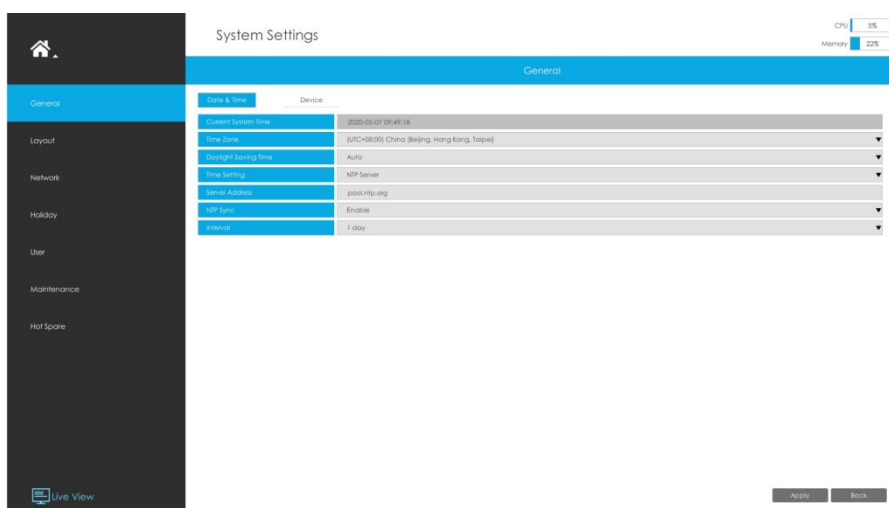 System Settings
CPU 5%
Memory 22%
General
General
Layout
Network
Holiday
User
Maintenance
Hot Spare
Live View
Date & Time Device
Current System Time 2020-05-07 09:49:18
Time Zone (UTC+08:00) China (Beijing, Hong Kong, Taipei)
Daylight Saving Time Auto
Time Setting NTP Server
Server Address pool.ntp.org
NTP Sync Enable
Interval 1 day
Apply Back